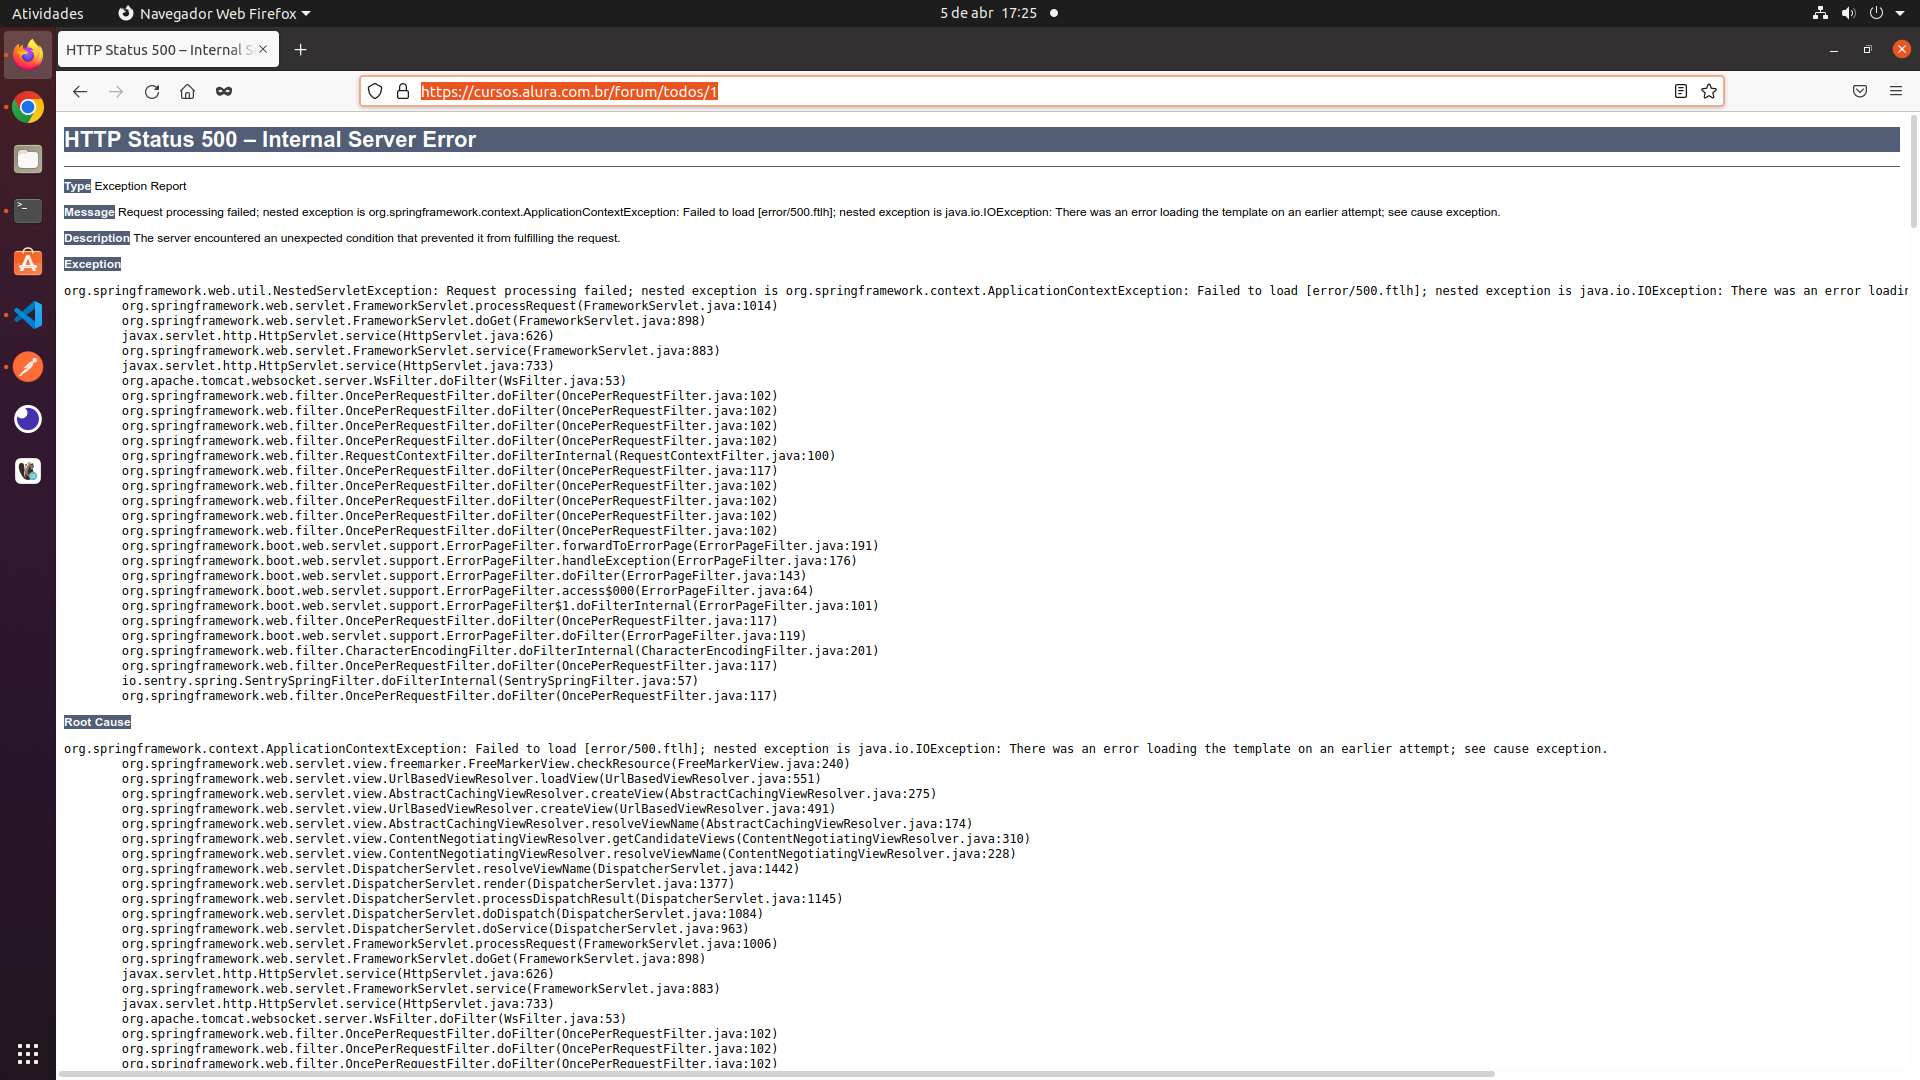 Atividades
Navegador Web Firefox
5 de abr 17:25
HTTP Status 500 – Internal S
https://cursos.alura.com.br/forum/todos/1
HTTP Status 500 – Internal Server Error
Type Exception Report
Message Request processing failed; nested exception is org.springframework.context.ApplicationContextException: Failed to load [error/500.ftlh]; nested exception is java.io.IOException: There was an error loading the template on an earlier attempt; see cause exception.
Description The server encountered an unexpected condition that prevented it from fulfilling the request.
Exception
org.springframework.web.util.NestedServletException: Request processing failed; nested exception is org.springframework.context.ApplicationContextException: Failed to load [error/500.ftlh]; nested exception is java.io.IOException: There was an error loadin
org.springframework.web.servlet.FrameworkServlet.processRequest(FrameworkServlet.java:1014)
org.springframework.web.servlet.FrameworkServlet.doGet(FrameworkServlet.java:898)
javax.servlet.http.HttpServlet.service(HttpServlet.java:626)
org.springframework.web.servlet.FrameworkServlet.service(FrameworkServlet.java:883)
javax.servlet.http.HttpServlet.service(HttpServlet.java:733)
org.apache.tomcat.websocket.server.WsFilter.doFilter(WsFilter.java:53)
org.springframework.web.filter.OncePerRequestFilter.doFilter(OncePerRequestFilter.java:102)
org.springframework.web.filter.OncePerRequestFilter.doFilter(OncePerRequestFilter.java:102)
org.springframework.web.filter.OncePerRequestFilter.doFilter(OncePerRequestFilter.java:102)
org.springframework.web.filter.OncePerRequestFilter.doFilter(OncePerRequestFilter.java:102)
org.springframework.web.filter.RequestContextFilter.doFilterInternal(RequestContextFilter.java:100)
org.springframework.web.filter.OncePerRequestFilter.doFilter(OncePerRequestFilter.java:117)
org.springframework.web.filter.OncePerRequestFilter.doFilter(OncePerRequestFilter.java:102)
org.springframework.web.filter.OncePerRequestFilter.doFilter(OncePerRequestFilter.java:102)
org.springframework.web.filter.OncePerRequestFilter.doFilter(OncePerRequestFilter.java:102)
org.springframework.web.filter.OncePerRequestFilter.doFilter(OncePerRequestFilter.java:102)
org.springframework.boot.web.servlet.support.ErrorPageFilter.forwardToErrorPage(ErrorPageFilter.java:191)
org.springframework.boot.web.servlet.support.ErrorPageFilter.handleException(ErrorPageFilter.java:176)
org.springframework.boot.web.servlet.support.ErrorPageFilter.doFilter(ErrorPageFilter.java:143)
org.springframework.boot.web.servlet.support.ErrorPageFilter.access$000(ErrorPageFilter.java:64)
org.springframework.boot.web.servlet.support.ErrorPageFilter$1.doFilterInternal(ErrorPageFilter.java:101)
org.springframework.web.filter.OncePerRequestFilter.doFilter(OncePerRequestFilter.java:117)
org.springframework.boot.web.servlet.support.ErrorPageFilter.doFilter(ErrorPageFilter.java:119)
org.springframework.web.filter.CharacterEncodingFilter.doFilterInternal(CharacterEncodingFilter.java:201)
org.springframework.web.filter.OncePerRequestFilter.doFilter(OncePerRequestFilter.java:117)
io.sentry.spring.SentrySpringFilter.doFilterInternal(SentrySpringFilter.java:57)
org.springframework.web.filter.OncePerRequestFilter.doFilter(OncePerRequestFilter.java:117)
Root Cause
org.springframework.context.ApplicationContextException: Failed to load [error/500.ftlh]; nested exception is java.io.IOException: There was an error loading the template on an earlier attempt; see cause exception.
org.springframework.web.servlet.view.freemarker.FreeMarkerView.checkResource(FreeMarkerView.java:240)
org.springframework.web.servlet.view.UrlBasedViewResolver.loadView(UrlBasedViewResolver.java:551)
org.springframework.web.servlet.view.AbstractCachingViewResolver.createView(AbstractCachingViewResolver.java:275)
org.springframework.web.servlet.view.UrlBasedViewResolver.createView(UrlBasedViewResolver.java:491)
org.springframework.web.servlet.view.AbstractCachingViewResolver.resolveViewName(AbstractCachingViewResolver.java:174)
org.springframework.web.servlet.view.ContentNegotiatingViewResolver.getCandidateViews(ContentNegotiatingViewResolver.java:310)
org.springframework.web.servlet.view.ContentNegotiatingViewResolver.resolveViewName(ContentNegotiatingViewResolver.java:228)
org.springframework.web.servlet.DispatcherServlet.resolveViewName(DispatcherServlet.java:1442)
org.springframework.web.servlet.DispatcherServlet.render(DispatcherServlet.java:1377)
org.springframework.web.servlet.DispatcherServlet.processDispatchResult(DispatcherServlet.java:1145)
org.springframework.web.servlet.DispatcherServlet.doDispatch(DispatcherServlet.java:1084)
org.springframework.web.servlet.DispatcherServlet.doService(DispatcherServlet.java:963)
org.springframework.web.servlet.FrameworkServlet.processRequest(FrameworkServlet.java:1006)
org.springframework.web.servlet.FrameworkServlet.doGet(FrameworkServlet.java:898)
javax.servlet.http.HttpServlet.service(HttpServlet.java:626)
org.springframework.web.servlet.FrameworkServlet.service(FrameworkServlet.java:883)
javax.servlet.http.HttpServlet.service(HttpServlet.java:733)
org.apache.tomcat.websocket.server.WsFilter.doFilter(WsFilter.java:53)
org.springframework.web.filter.OncePerRequestFilter.doFilter(OncePerRequestFilter.java:102)
org.springframework.web.filter.OncePerRequestFilter.doFilter(OncePerRequestFilter.java:102)
org.springframework.web.filter.OncePerRequestFilter.doFilter(OncePerRequestFilter.java:102)